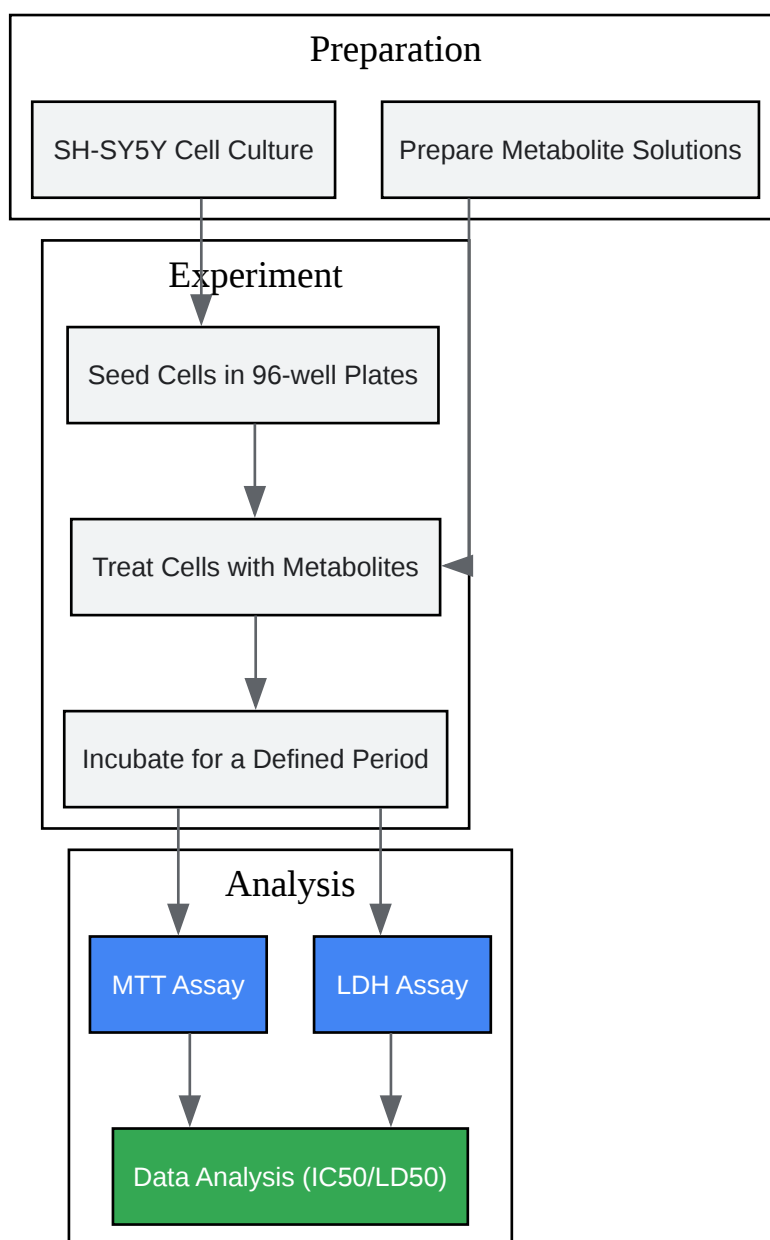 Preparation
SH-SY5Y Cell Culture
Prepare Metabolite Solutions
Experiment
Seed Cells in 96-well Plates
Treat Cells with Metabolites
Incubate for a Defined Period
Analysis
MTT Assay
LDH Assay
Data Analysis (IC50/LD50)